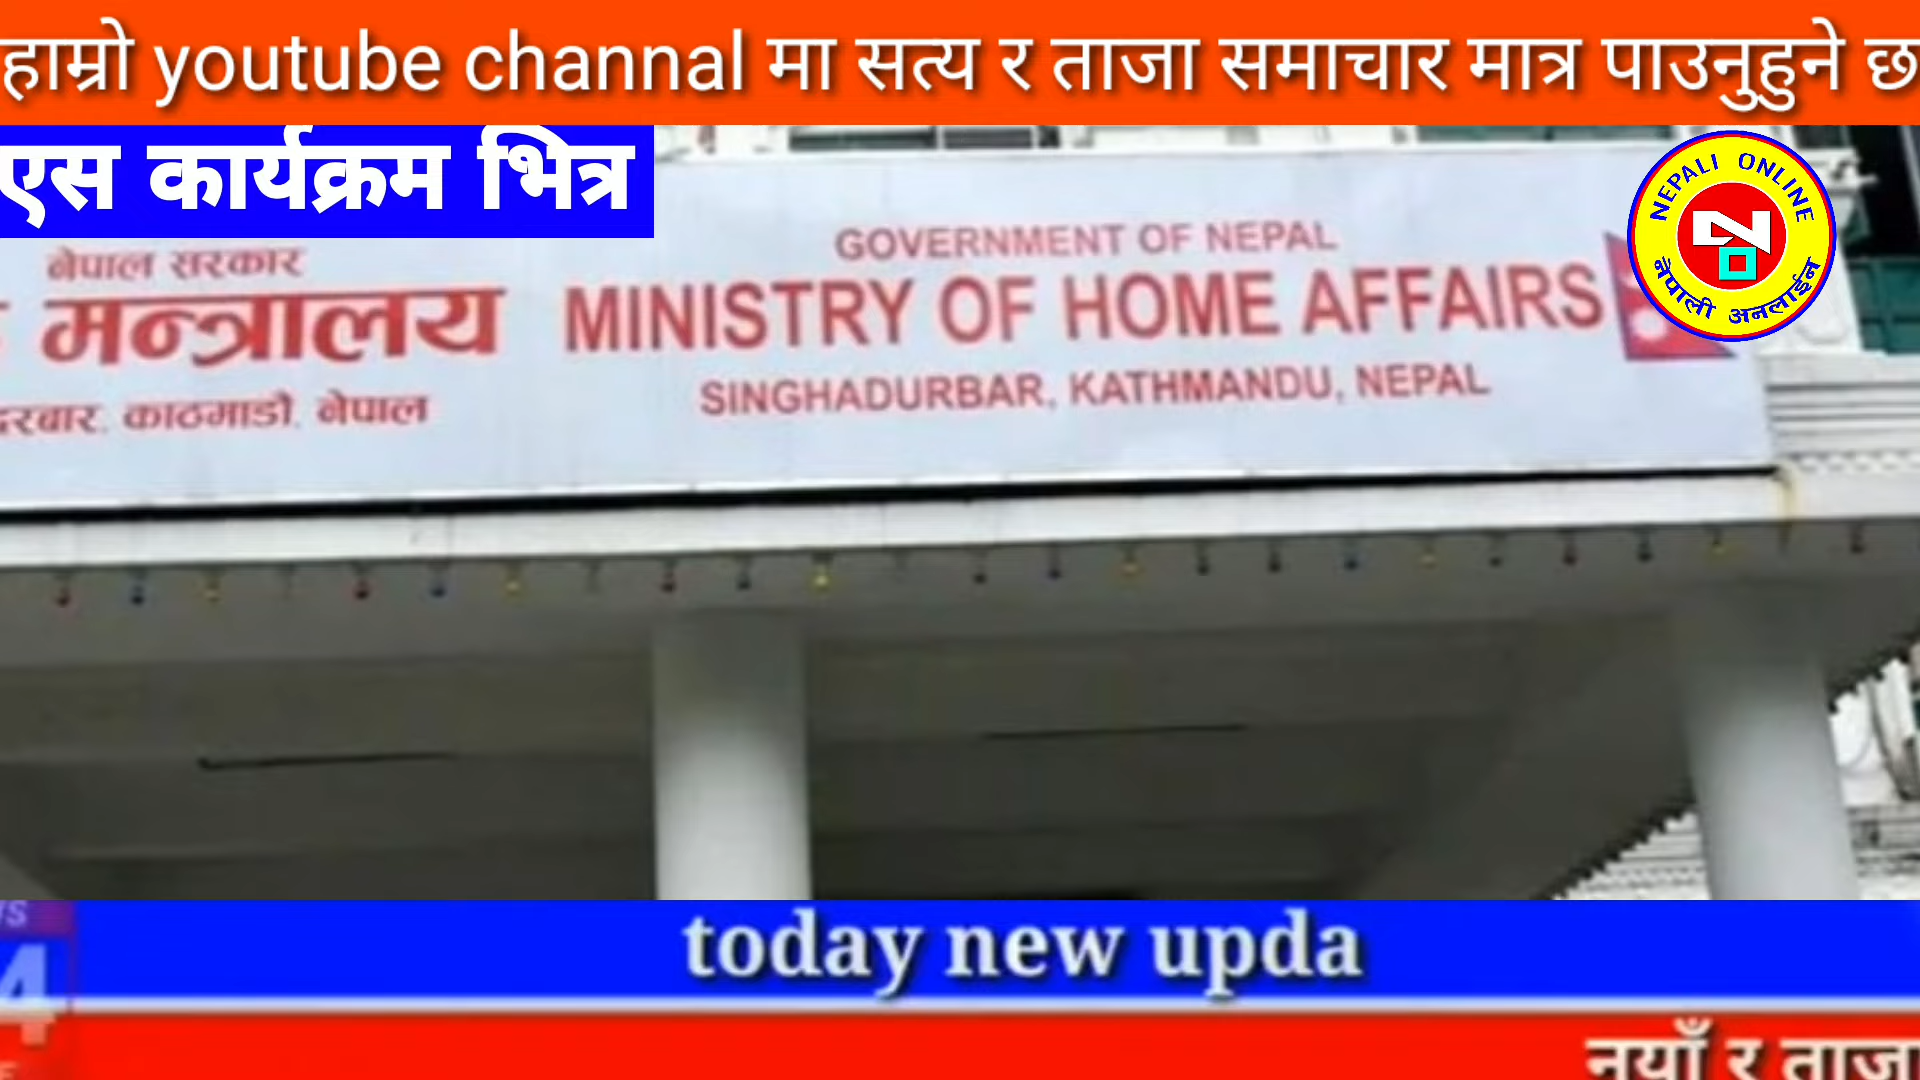 हाम्रो youtube channal मा सत्य र ताजा समाचार मात्र पाउनुहुने छ
एस कार्यक्रम भित्र
NEPALI ONLINE
नेपाली अनलाईन
नेपाल सरकार
मन्त्रालय
काठमाडौं, नेपाल
GOVERNMENT OF NEPAL
MINISTRY OF HOME AFFAIRS
SINGHADURBAR, KATHMANDU, NEPAL
today new upda
नयाँ र ताजा